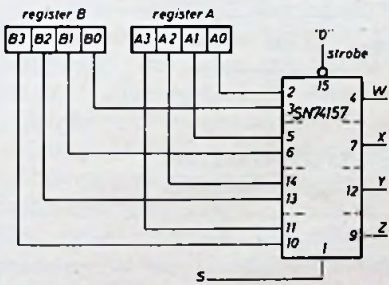 register B register A
B3 B2 B1 B0 A3 A2 A1 A0 "0"
strobe
15
2 4 W
3 SN74157
5 7 X
6
14 12 Y
13
11 9 Z
10 1
S